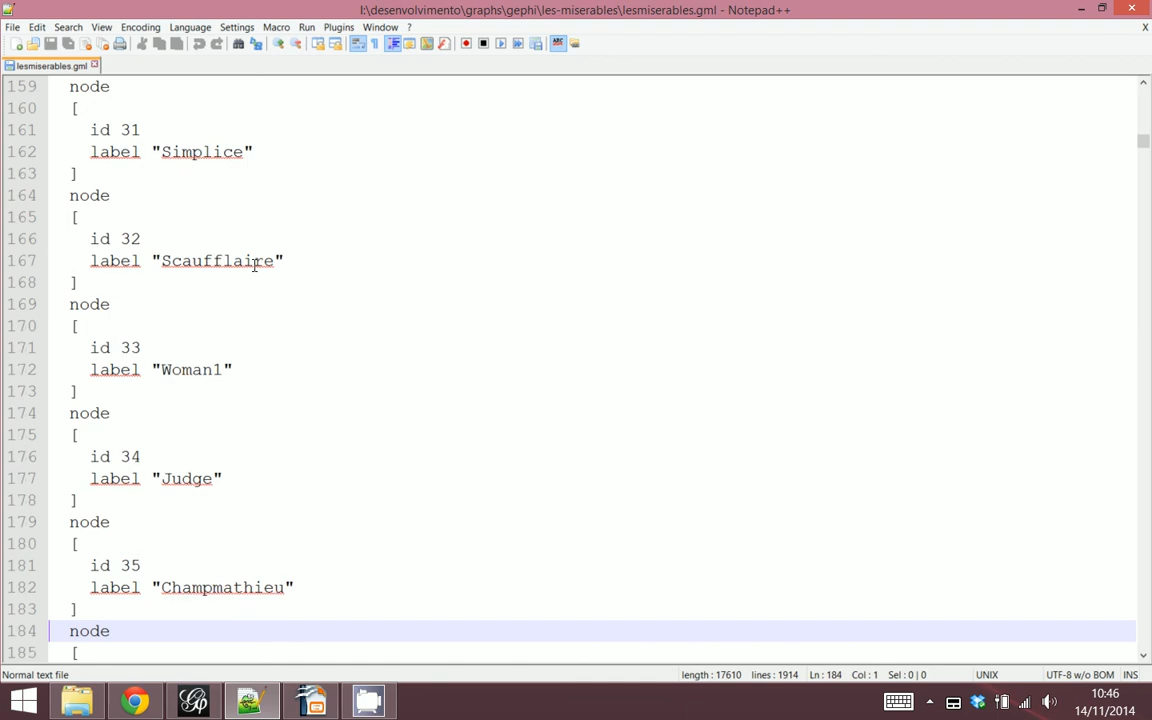 I:\desenvolvimento\graphs\gephi\les-miserables\lesmiserables.gml - Notepad++
File Edit Search View Encoding Language Settings Macro Run Plugins Window ? X
lesmiserables.gml
159 node
160 [
161 id 31
162 label "Simplice"
163 ]
164 node
165 [
166 id 32
167 label "Scaufflaire"
168 ]
169 node
170 [
171 id 33
172 label "Woman1"
173 ]
174 node
175 [
176 id 34
177 label "Judge"
178 ]
179 node
180 [
181 id 35
182 label "Champmathieu"
183 ]
184 node
185 [
Normal text file length : 17610 lines : 1914 Ln : 184 Col : 1 Sel : 0 | 0 UNIX UTF-8 w/o BOM INS
10:46
14/11/2014